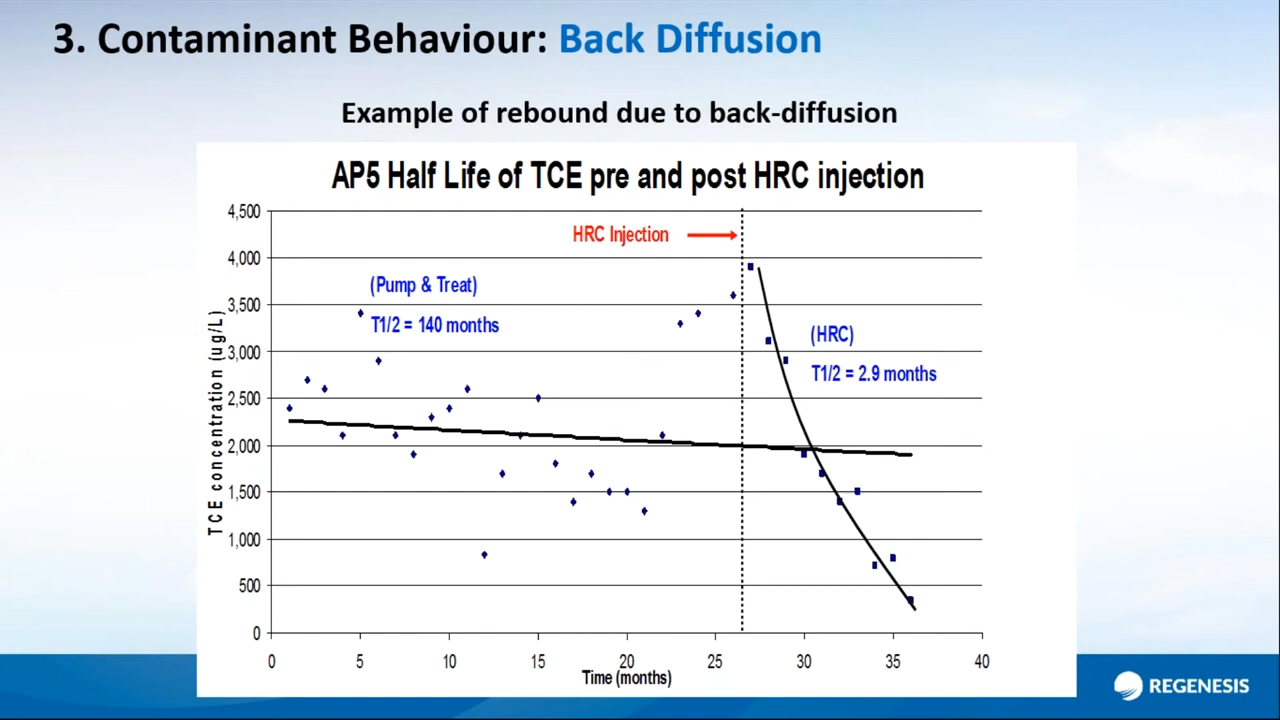 3. Contaminant Behaviour: Back Diffusion
Example of rebound due to back-diffusion
AP5 Half Life of TCE pre and post HRC injection
HRC Injection
(Pump & Treat)
T1/2 = 140 months
(HRC)
T1/2 = 2.9 months
TCE concentration (ug/L)
4,500
4,000
3,500
3,000
2,500
2,000
1,500
1,000
500
0
0 5 10 15 20 25 30 35 40
Time (months)
REGENESIS